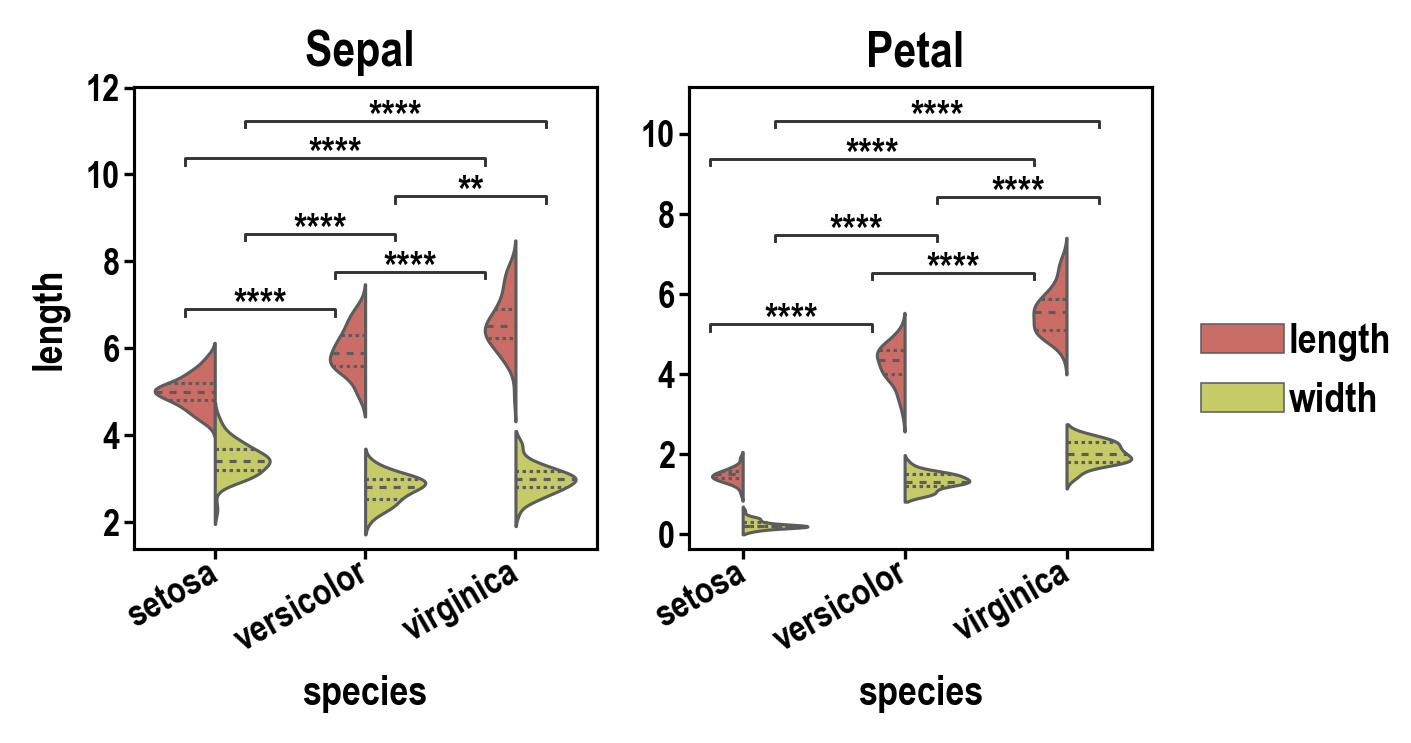 Sepal
Petal
length
12
10
8
6
4
2
****
****
**
****
****
****
setosa
versicolor
virginica
species
10
8
6
4
2
0
****
****
****
****
****
****
setosa
versicolor
virginica
species
length
width